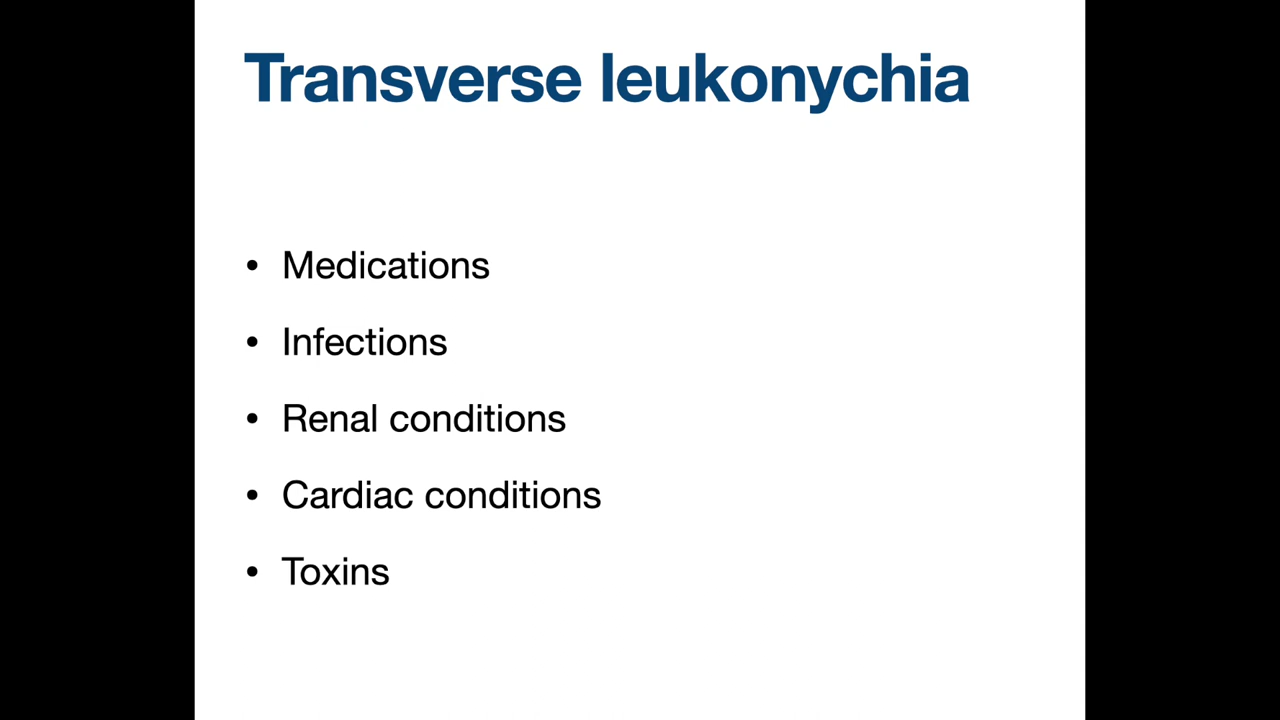 Transverse leukonychia
• Medications
• Infections
• Renal conditions
• Cardiac conditions
• Toxins